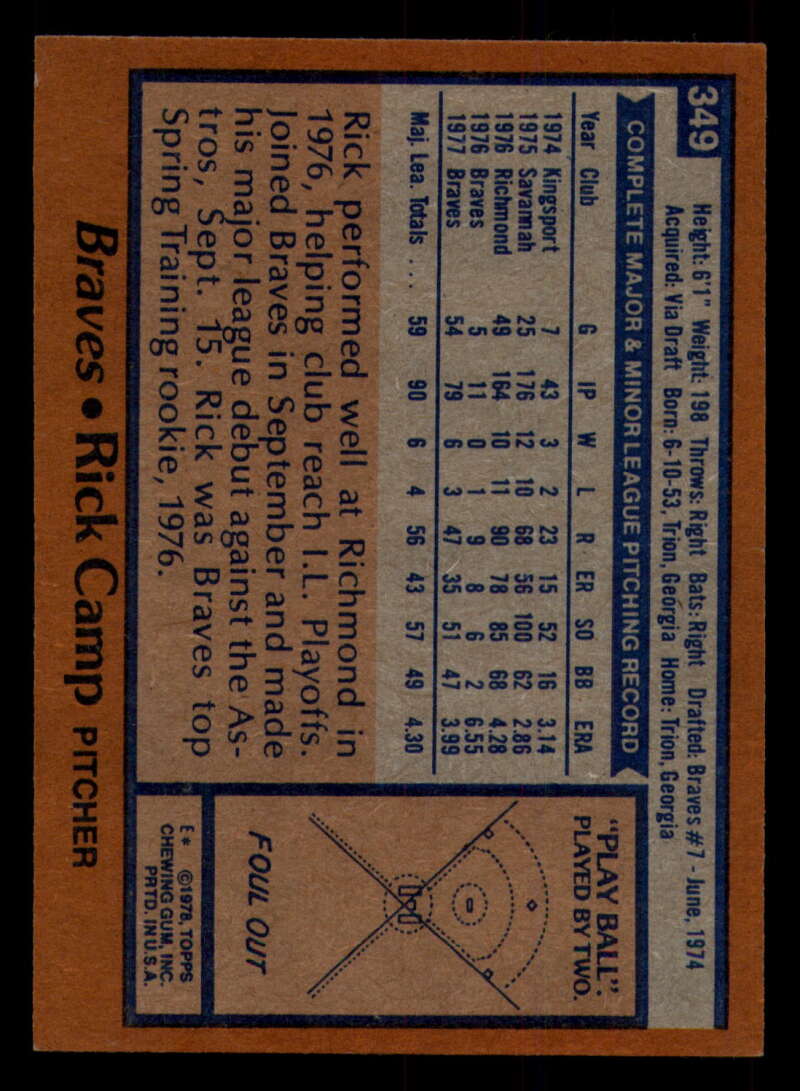 349
Height: 6'1" Weight: 198 Throws: Right Bats: Right Drafted: Braves #7 - June, 1974
Acquired: Via Draft Born: 6-10-53, Trion, Georgia Home: Trion, Georgia
COMPLETE MAJOR & MINOR LEAGUE PITCHING RECORD
Year Club G IP W L R ER SO BB ERA
1974 Kingsport 7 43 3 2 23 15 52 16 3.14
1975 Savannah 25 176 12 10 68 56 100 62 2.86
1976 Richmond 49 164 10 11 90 78 85 68 4.28
1976 Braves 5 11 0 1 9 8 6 2 6.55
1977 Braves 54 79 6 3 47 35 51 47 3.99
Maj. Lea. Totals ... 59 90 6 4 56 43 57 49 4.30
Rick performed well at Richmond in
1976, helping club reach I.L. Playoffs.
Joined Braves in September and made
his major league debut against the As-
tros, Sept. 15. Rick was Braves top
Spring Training rookie, 1976.
"PLAY BALL":
PLAYED BY TWO.
FOUL OUT
E* ©1978, TOPPS
CHEWING GUM, INC.
PRTD. IN U.S.A.
Braves • Rick Camp PITCHER